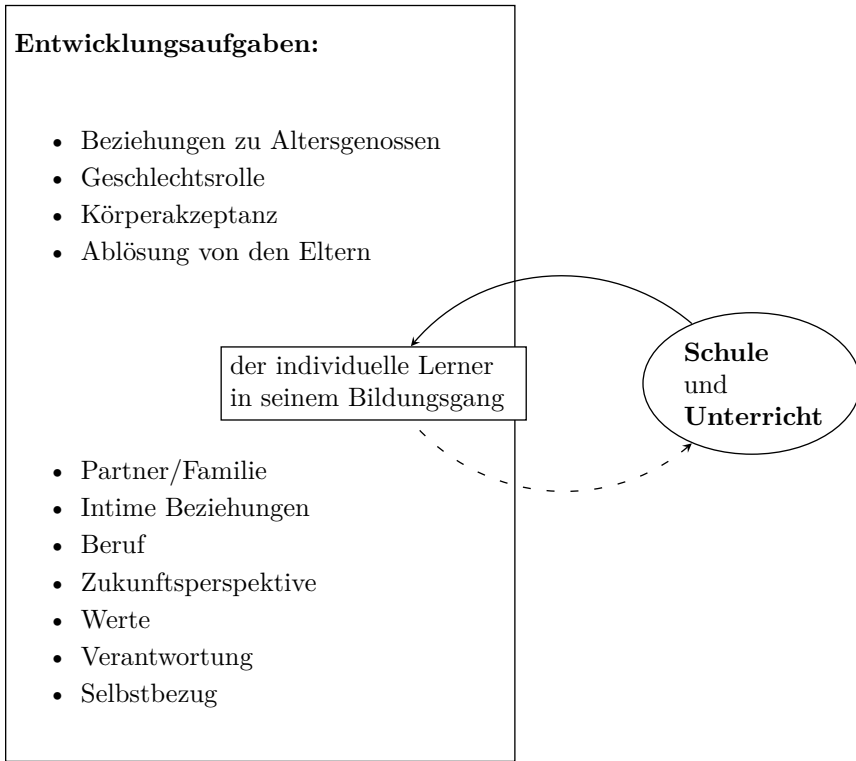 Entwicklungsaufgaben:
• Beziehungen zu Altersgenossen
• Geschlechtsrolle
• Körperakzeptanz
• Ablösung von den Eltern
der individuelle Lerner
in seinem Bildungsgang
Schule
und
Unterricht
• Partner/Familie
• Intime Beziehungen
• Beruf
• Zukunftsperspektive
• Werte
• Verantwortung
• Selbstbezug